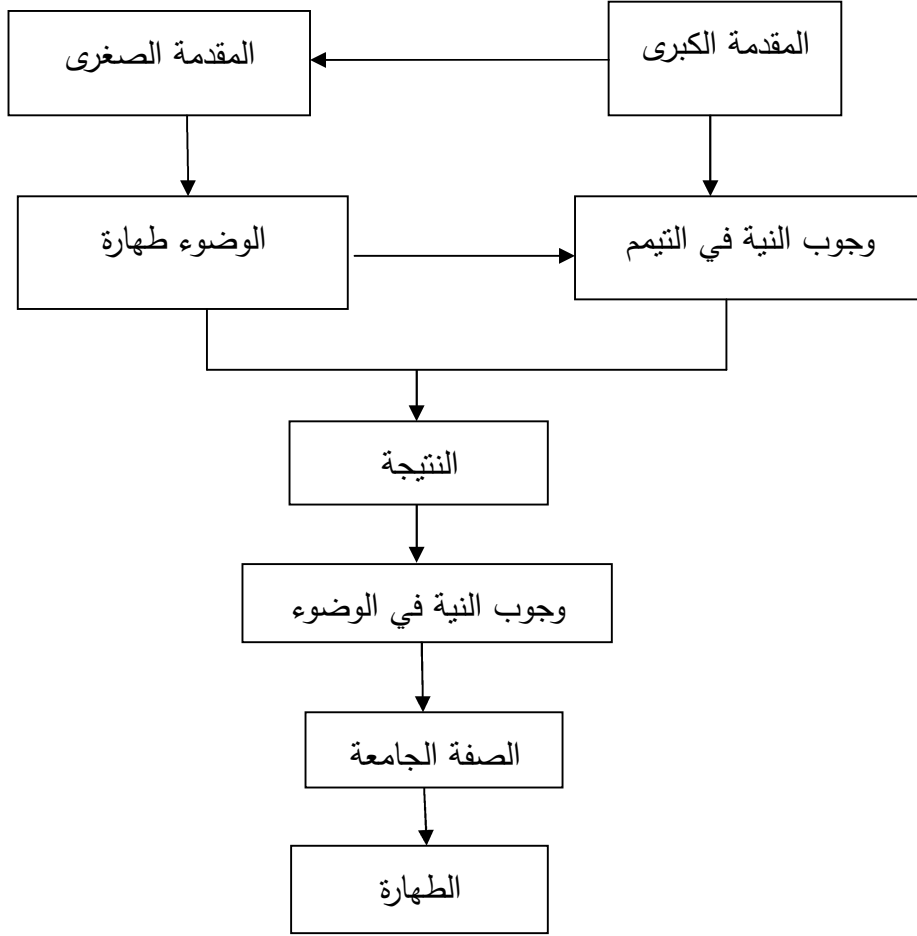 المقدمة الكبرى
المقدمة الصغرى
وجوب النية في التيمم
الوضوء طهارة
النتيجة
وجوب النية في الوضوء
الصفة الجامعة
الطهارة